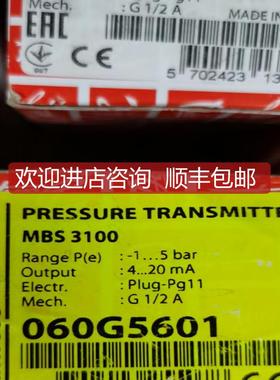 Mech. : G 1/2 A
EAC
CE
MADE IN
5 702423 13
欢迎进店咨询 顺丰包邮
PRESSURE TRANSMITTE
MBS 3100
Range P(e) : -1...5 bar
Output : 4...20 mA
Electr. : Plug-Pg11
Mech. : G 1/2 A
060G5601
CE